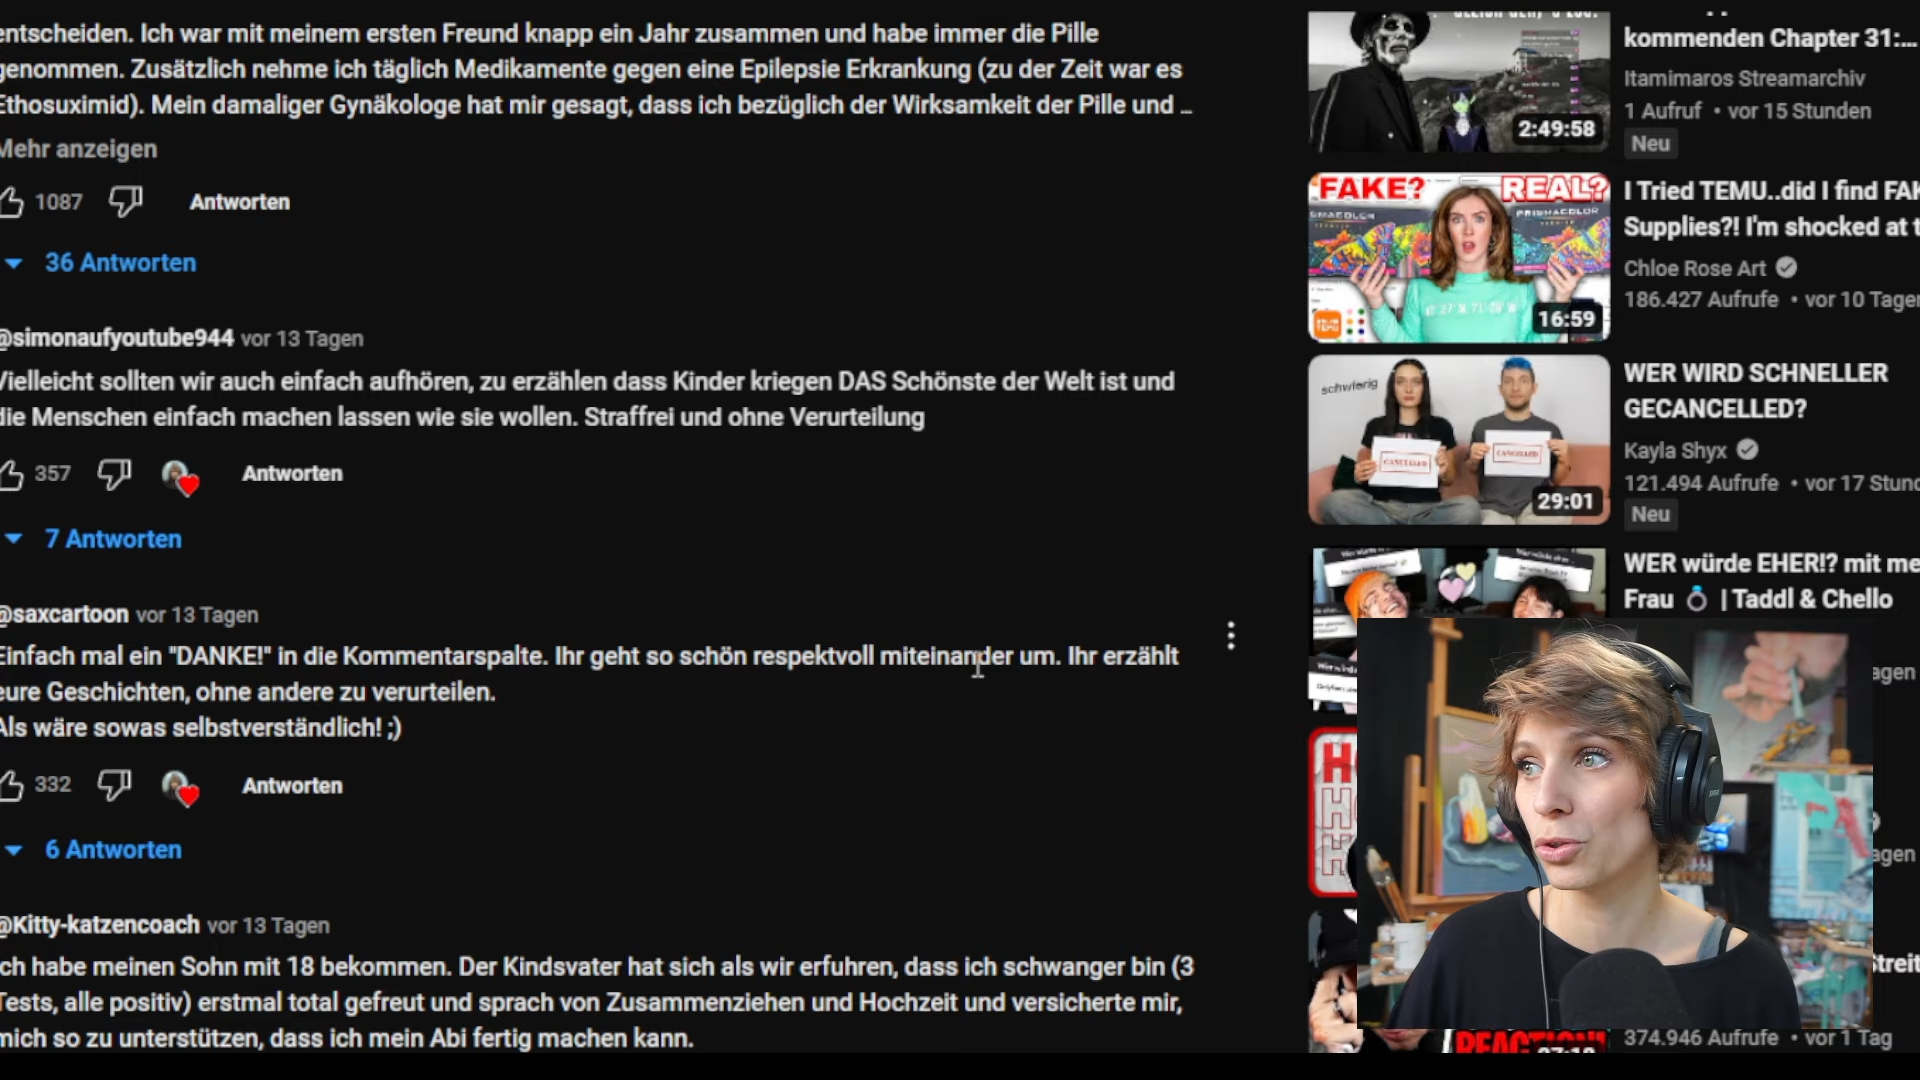 entscheiden. Ich war mit meinem ersten Freund knapp ein Jahr zusammen und habe immer die Pille
genommen. Zusätzlich nehme ich täglich Medikamente gegen eine Epilepsie Erkrankung (zu der Zeit war es
Ethosuximid). Mein damaliger Gynäkologe hat mir gesagt, dass ich bezüglich der Wirksamkeit der Pille und ...
Mehr anzeigen
1087 Antworten
36 Antworten
@simonaufyoutube944 vor 13 Tagen
Vielleicht sollten wir auch einfach aufhören, zu erzählen dass Kinder kriegen DAS Schönste der Welt ist und
die Menschen einfach machen lassen wie sie wollen. Straffrei und ohne Verurteilung
357 Antworten
7 Antworten
@saxcartoon vor 13 Tagen
Einfach mal ein "DANKE!" in die Kommentarspalte. Ihr geht so schön respektvoll miteinander um. Ihr erzählt
eure Geschichten, ohne andere zu verurteilen.
Als wäre sowas selbstverständlich! ;)
332 Antworten
6 Antworten
@Kitty-katzencoach vor 13 Tagen
Ich habe meinen Sohn mit 18 bekommen. Der Kindsvater hat sich als wir erfuhren, dass ich schwanger bin (3
Tests, alle positiv) erstmal total gefreut und sprach von Zusammenziehen und Hochzeit und versicherte mir,
mich so zu unterstützen, dass ich mein Abi fertig machen kann.
2:49:58
kommenden Chapter 31:...
Itamimaros Streamarchiv
1 Aufruf • vor 15 Stunden
Neu
FAKE? REAL?
PRISMACOLOR
16:59
I Tried TEMU..did I find FAK
Supplies?! I'm shocked at t
Chloe Rose Art
186.427 Aufrufe • vor 10 Tagen
schwierig
CANCELLED
CANCELLED
29:01
WER WIRD SCHNELLER
GECANCELLED?
Kayla Shyx
121.494 Aufrufe • vor 17 Stund
Neu
WER würde EHER!? mit me
Frau 💍 | Taddl & Chello
agen
H
H
H
agen
Streit
REACTION!
374.946 Aufrufe • vor 1 Tag